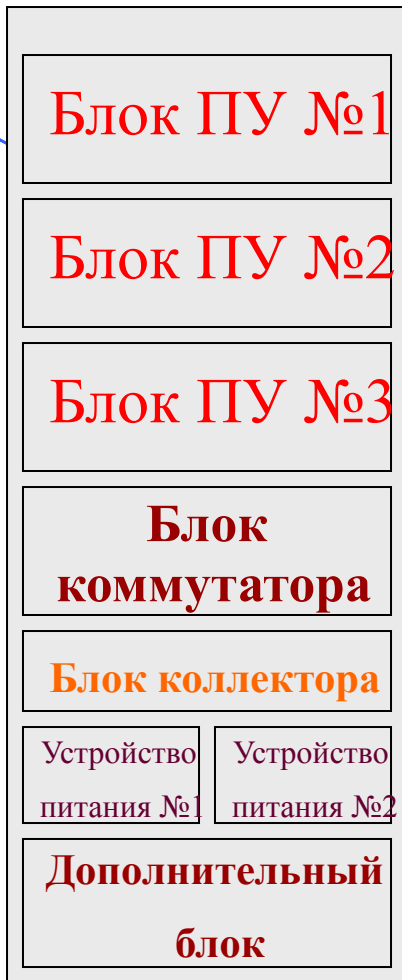 Блок ПУ №1
Блок ПУ №2
Блок ПУ №3
Блок
коммутатора
Блок коллектора
Устройство
питания №1
Устройство
питания №2
Дополнительный
блок